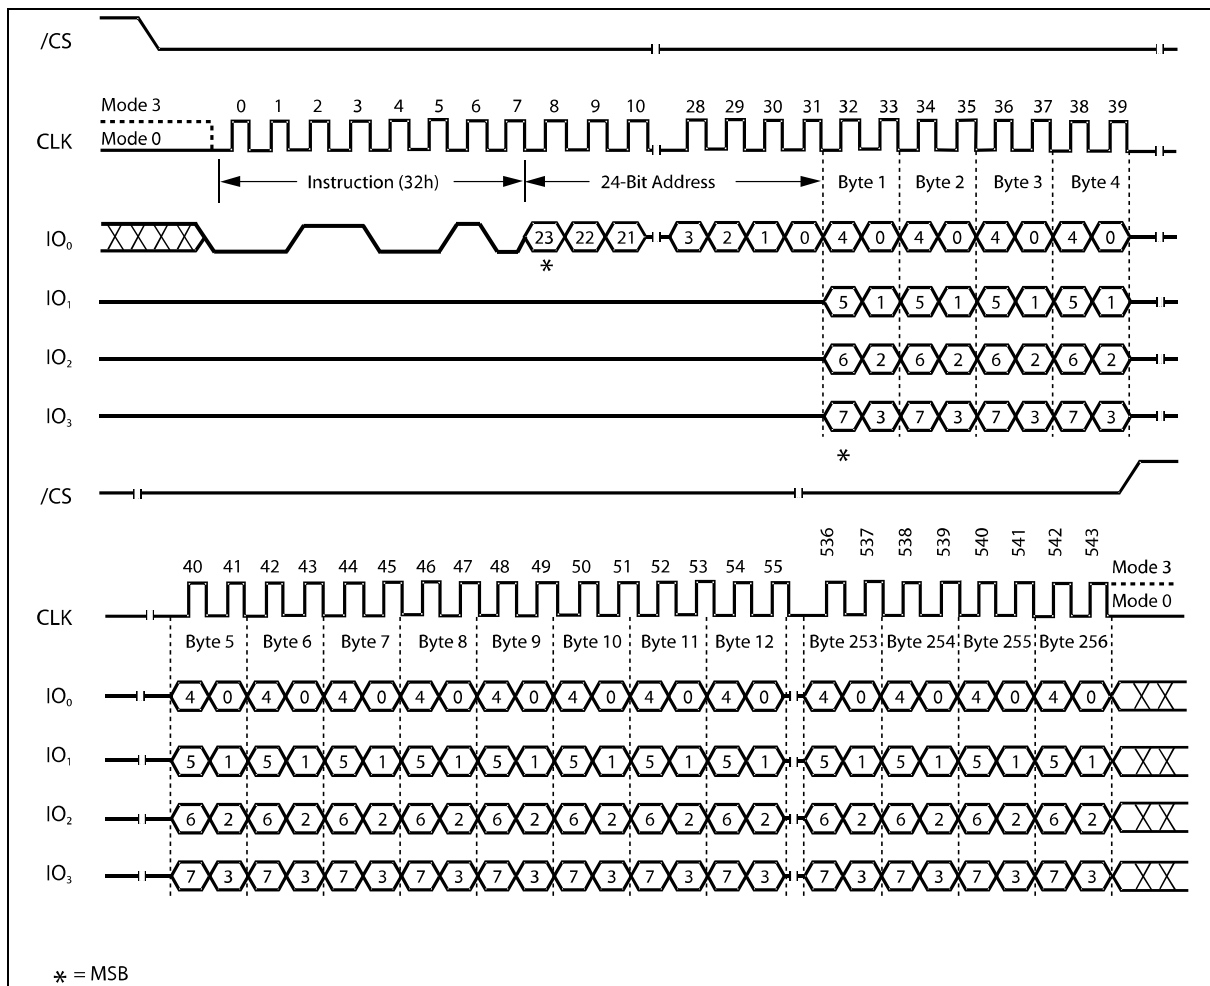 /CS
Mode 3
0 1 2 3 4 5 6 7 8 9 10 28 29 30 31 32 33 34 35 36 37 38 39
CLK
Mode 0
Instruction (32h) 24-Bit Address Byte 1 Byte 2 Byte 3 Byte 4
IO0 23 22 21 3 2 1 0 4 0 4 0 4 0 4 0
*
IO1 5 1 5 1 5 1 5 1
IO2 6 2 6 2 6 2 6 2
IO3 7 3 7 3 7 3 7 3
*
/CS
40 41 42 43 44 45 46 47 48 49 50 51 52 53 54 55 536 537 538 539 540 541 542 543
Mode 3
CLK
Mode 0
Byte 5 Byte 6 Byte 7 Byte 8 Byte 9 Byte 10 Byte 11 Byte 12 Byte 253 Byte 254 Byte 255 Byte 256
IO0 4 0 4 0 4 0 4 0 4 0 4 0 4 0 4 0 4 0 4 0 4 0 4 0
IO1 5 1 5 1 5 1 5 1 5 1 5 1 5 1 5 1 5 1 5 1 5 1 5 1
IO2 6 2 6 2 6 2 6 2 6 2 6 2 6 2 6 2 6 2 6 2 6 2 6 2
IO3 7 3 7 3 7 3 7 3 7 3 7 3 7 3 7 3 7 3 7 3 7 3 7 3
* = MSB